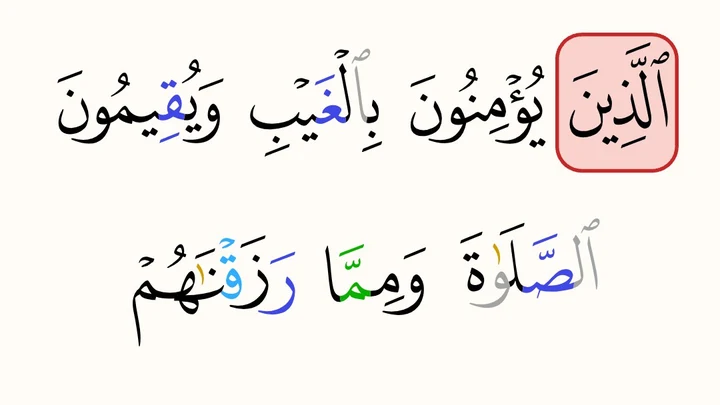 ٱلَّذِينَ يُؤۡمِنُونَ بِٱلۡغَيۡبِ وَيُقِيمُونَ
ٱلصَّلَوٰةَ وَمِمَّا رَزَقۡنَٰهُمۡ